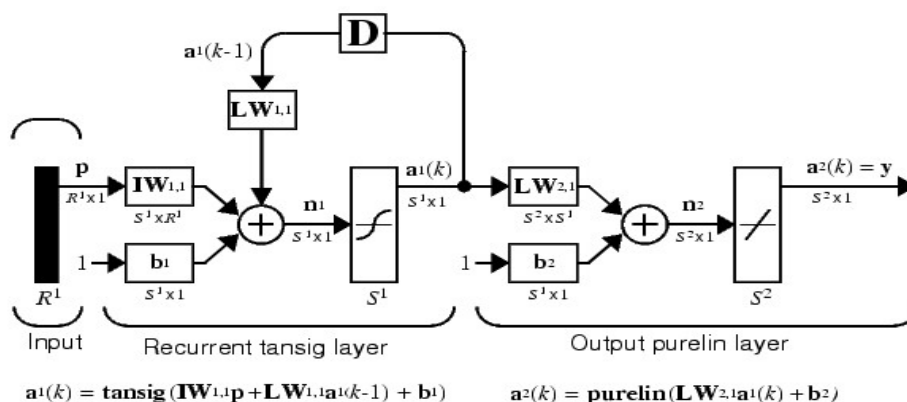 D
a¹(k-1)
LW1,1
p
IW1,1
a¹(k)
LW2,1
a²(k) = y
R¹x1
S¹xR¹
n1
S¹x1
S¹x1
S²xS¹
n2
S²x1
S²x1
1
b1
S¹x1
1
b2
S¹x1
R¹
S¹
S²
Input
Recurrent tansig layer
Output purelin layer
a¹(k) = tansig (IW1,1p+LW1,1a¹(k-1) + b1)
a²(k) = purelin(LW2,1a¹(k) + b2)